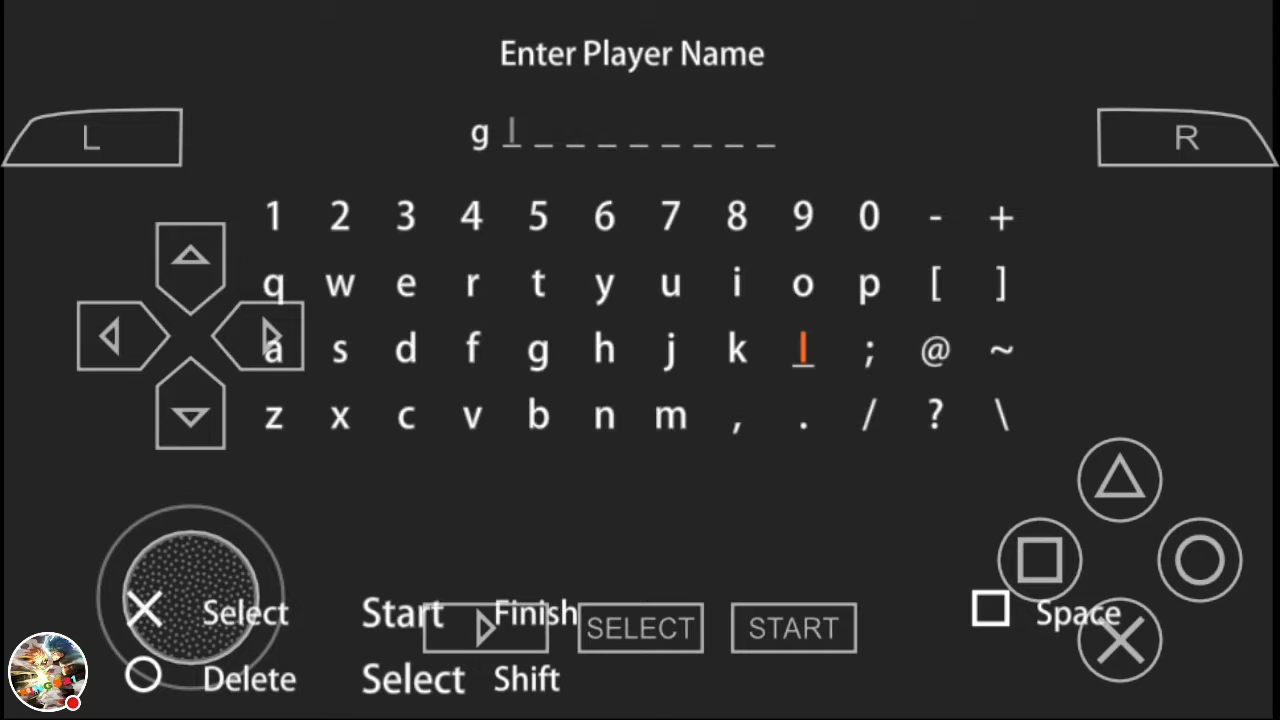 Enter Player Name
L
g l _ _ _ _ _ _ _ _
R
1 2 3 4 5 6 7 8 9 0 - +
q w e r t y u i o p [ ]
a s d f g h j k l ; @ ~
z x c v b n m , . / ? \
Select Start Finish SELECT START Space
Delete Select Shift